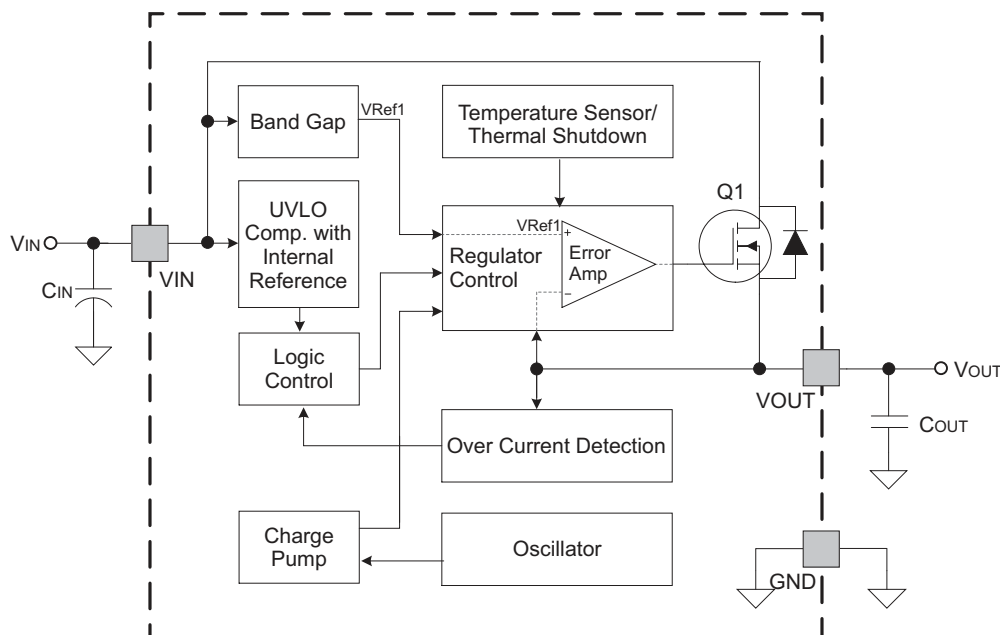 Band Gap
VRef1
Temperature Sensor/
Thermal Shutdown
Q1
UVLO
Comp. with
Internal
Reference
VRef1
+
Error
Amp
−
Regulator
Control
VIN
VIN
CIN
Logic
Control
VOUT
VOUT
COUT
Over Current Detection
Charge
Pump
Oscillator
GND